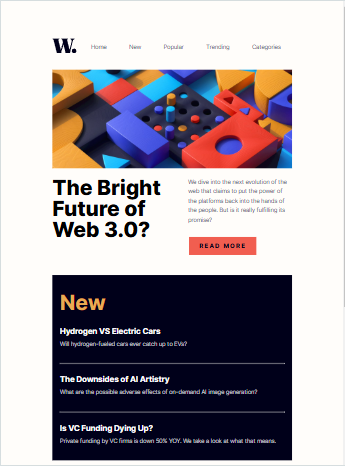 W.
Home New Popular Trending Categories
The Bright
Future of
Web 3.0?
We dive into the next evolution of the
web that claims to put the power of
the platforms back into the hands of
the people. But is it really fulfilling its
promise?
READ MORE
New
Hydrogen VS Electric Cars
Will hydrogen-fueled cars ever catch up to EVs?
The Downsides of AI Artistry
What are the possible adverse effects of on-demand AI image generation?
Is VC Funding Dying Up?
Private funding by VC firms is down 50% YOY. We take a look at what that means.